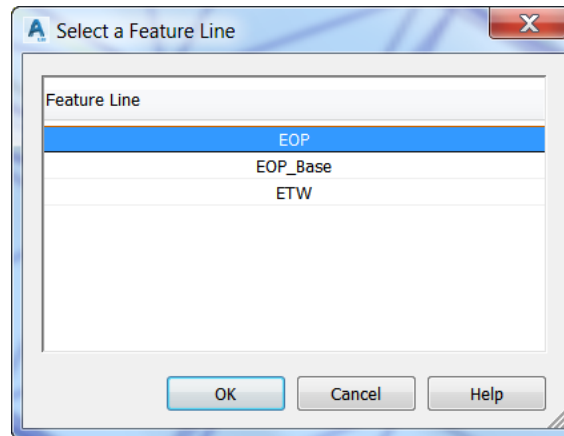 Select a Feature Line
Feature Line
EOP
EOP_Base
ETW
OK Cancel Help